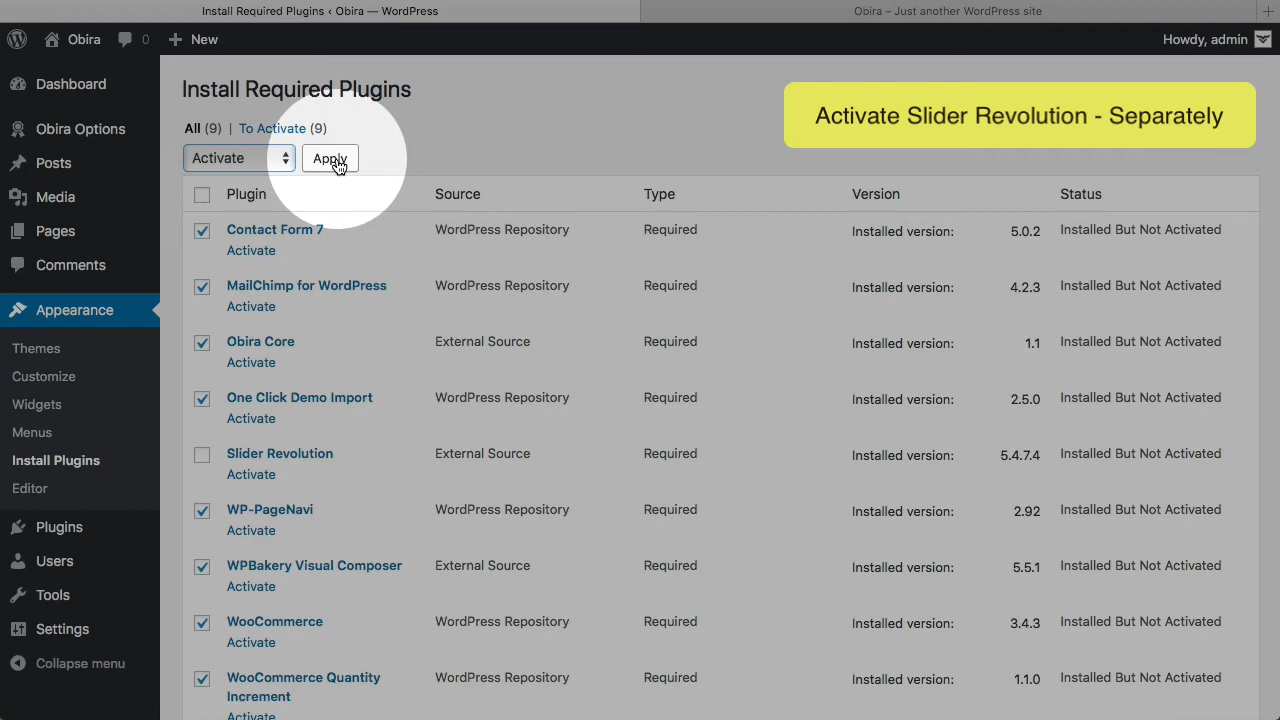 Install Required Plugins ‹ Obira — WordPress
Obira – Just another WordPress site
Obira
0
New
Howdy, admin
Dashboard
Obira Options
Posts
Media
Pages
Comments
Appearance
Themes
Customize
Widgets
Menus
Install Plugins
Editor
Plugins
Users
Tools
Settings
Collapse menu
Install Required Plugins
Activate Slider Revolution - Separately
All (9) | To Activate (9)
Activate Apply
Plugin Source Type Version Status
Contact Form 7 WordPress Repository Required Installed version: 5.0.2 Installed But Not Activated
Activate
MailChimp for WordPress WordPress Repository Required Installed version: 4.2.3 Installed But Not Activated
Activate
Obira Core External Source Required Installed version: 1.1 Installed But Not Activated
Activate
One Click Demo Import WordPress Repository Required Installed version: 2.5.0 Installed But Not Activated
Activate
Slider Revolution External Source Required Installed version: 5.4.7.4 Installed But Not Activated
Activate
WP-PageNavi WordPress Repository Required Installed version: 2.92 Installed But Not Activated
Activate
WPBakery Visual Composer External Source Required Installed version: 5.5.1 Installed But Not Activated
Activate
WooCommerce WordPress Repository Required Installed version: 3.4.3 Installed But Not Activated
Activate
WooCommerce Quantity WordPress Repository Required Installed version: 1.1.0 Installed But Not Activated
Increment
Activate